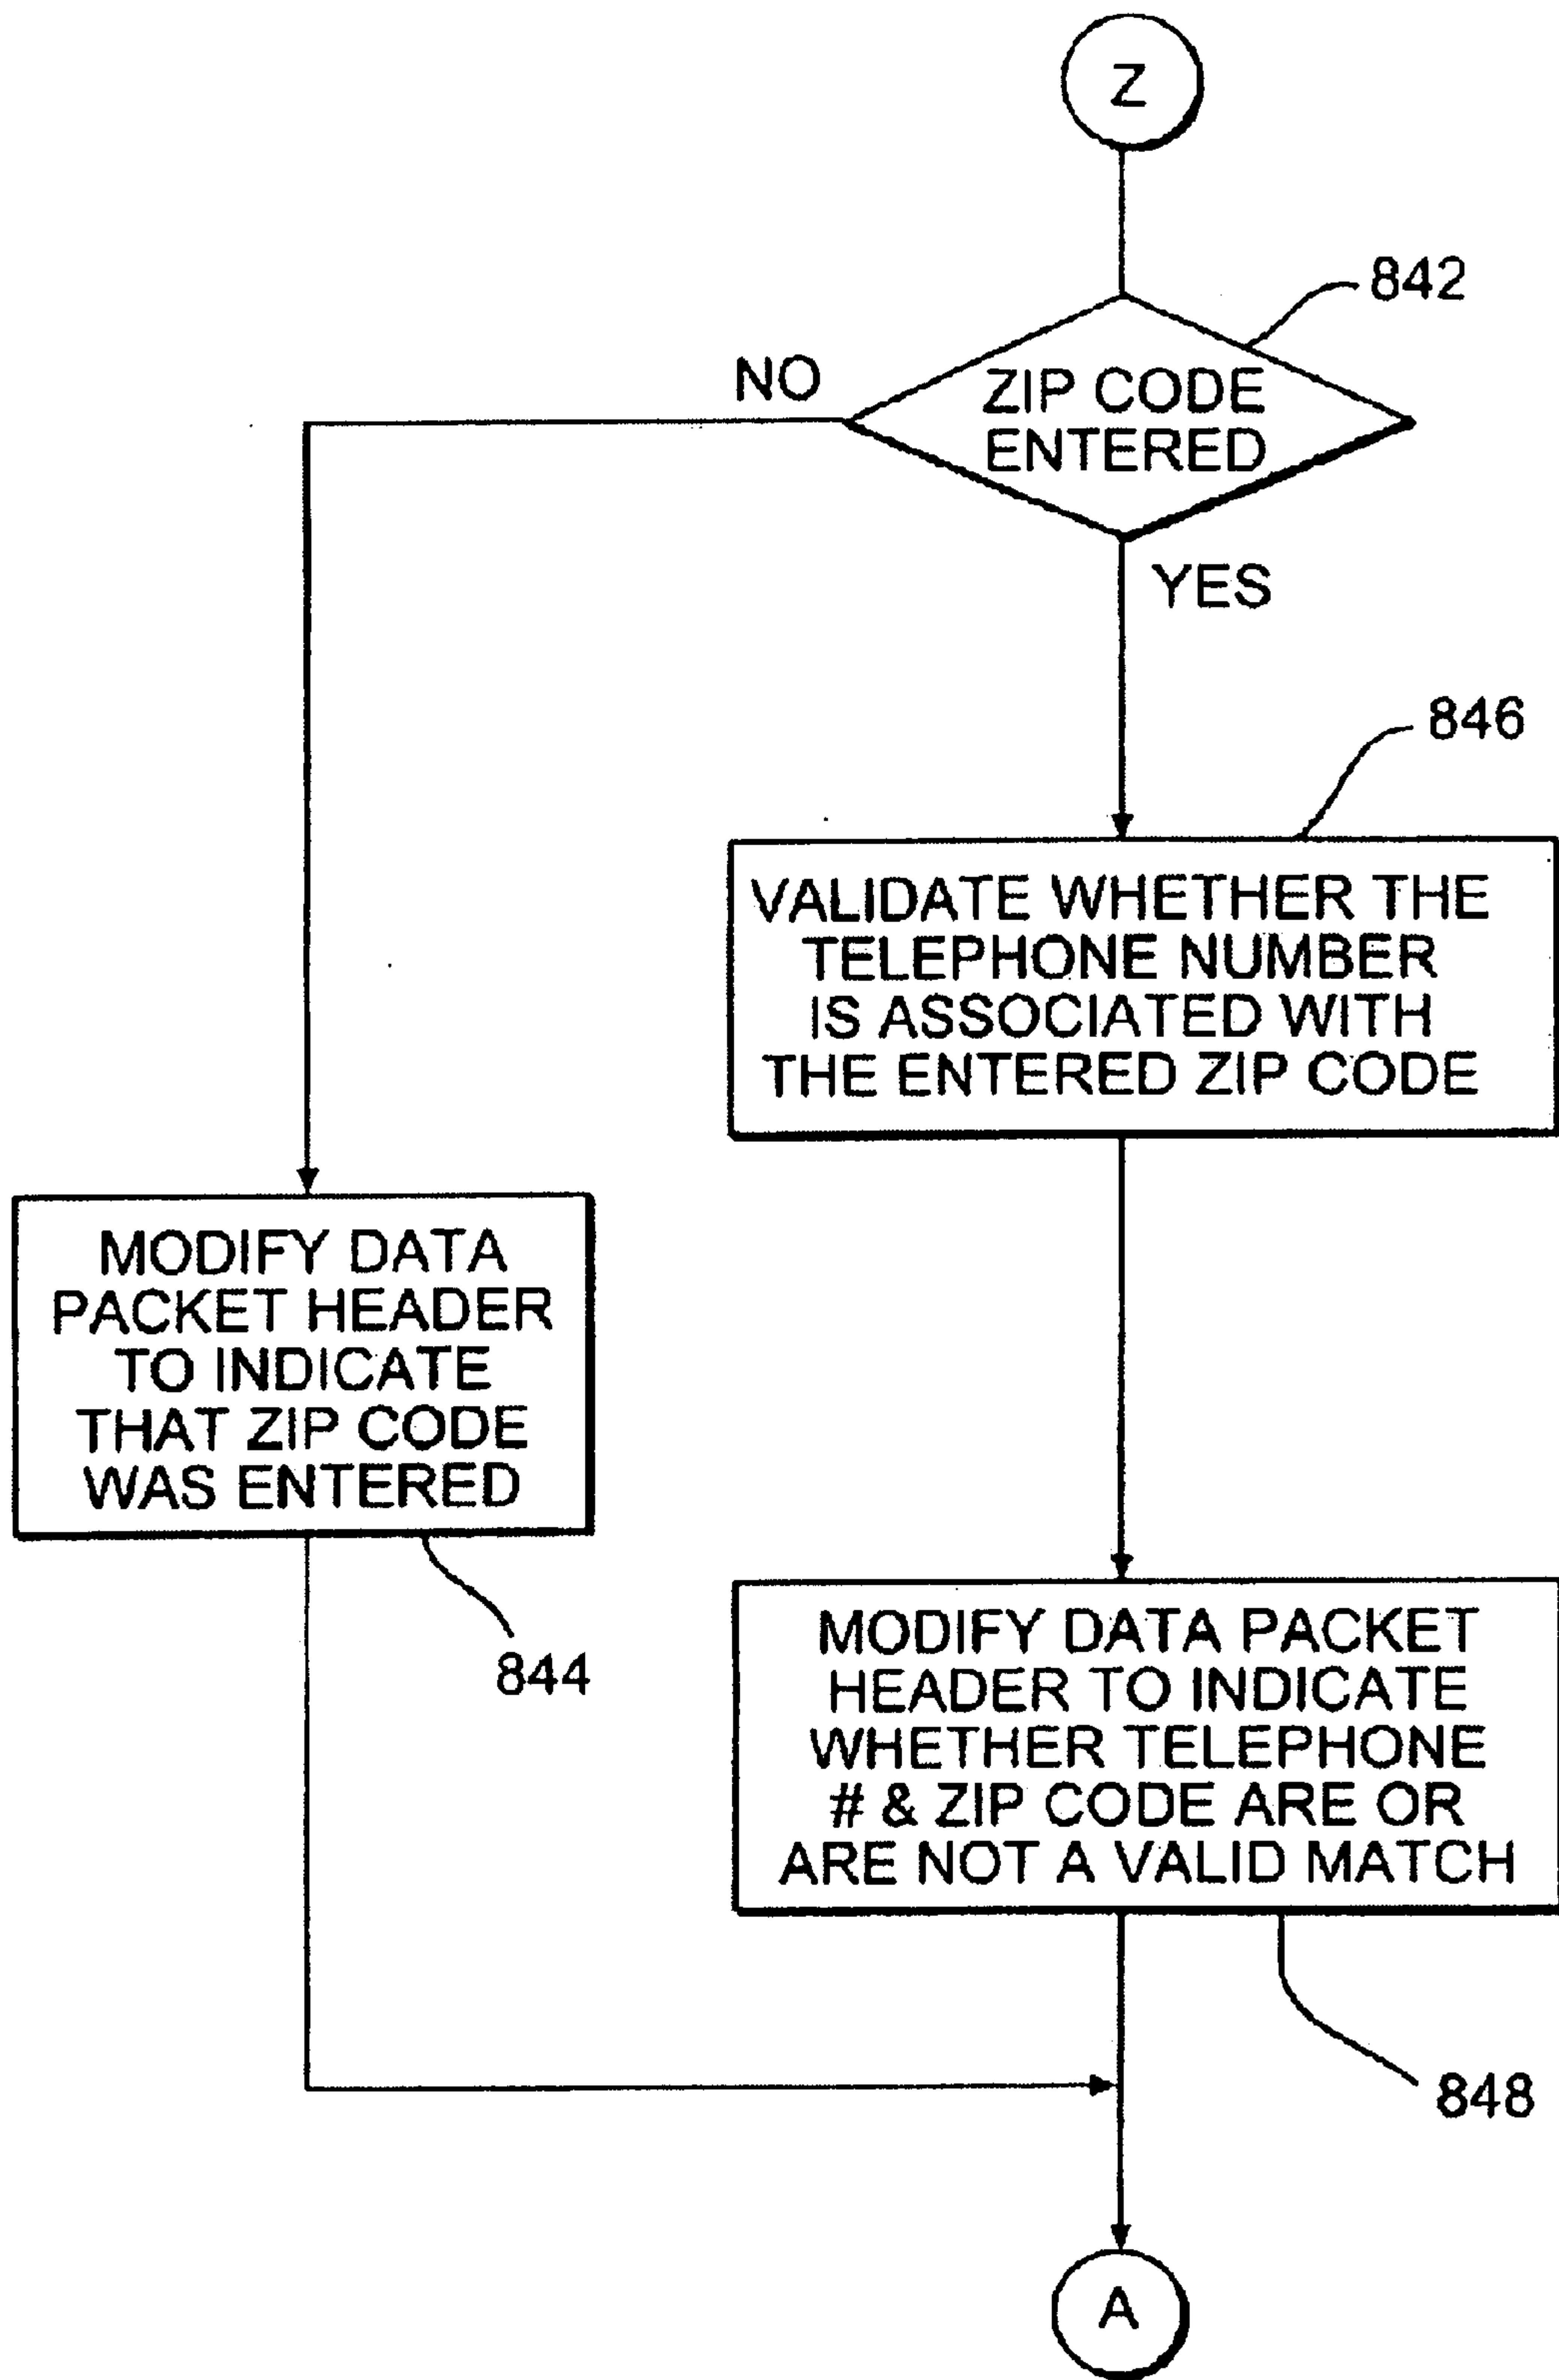 Z
842
ZIP CODE
ENTERED
NO
YES
846
VALIDATE WHETHER THE
TELEPHONE NUMBER
IS ASSOCIATED WITH
THE ENTERED ZIP CODE
MODIFY DATA
PACKET HEADER
TO INDICATE
THAT ZIP CODE
WAS ENTERED
844
MODIFY DATA PACKET
HEADER TO INDICATE
WHETHER TELEPHONE
# & ZIP CODE ARE OR
ARE NOT A VALID MATCH
848
A